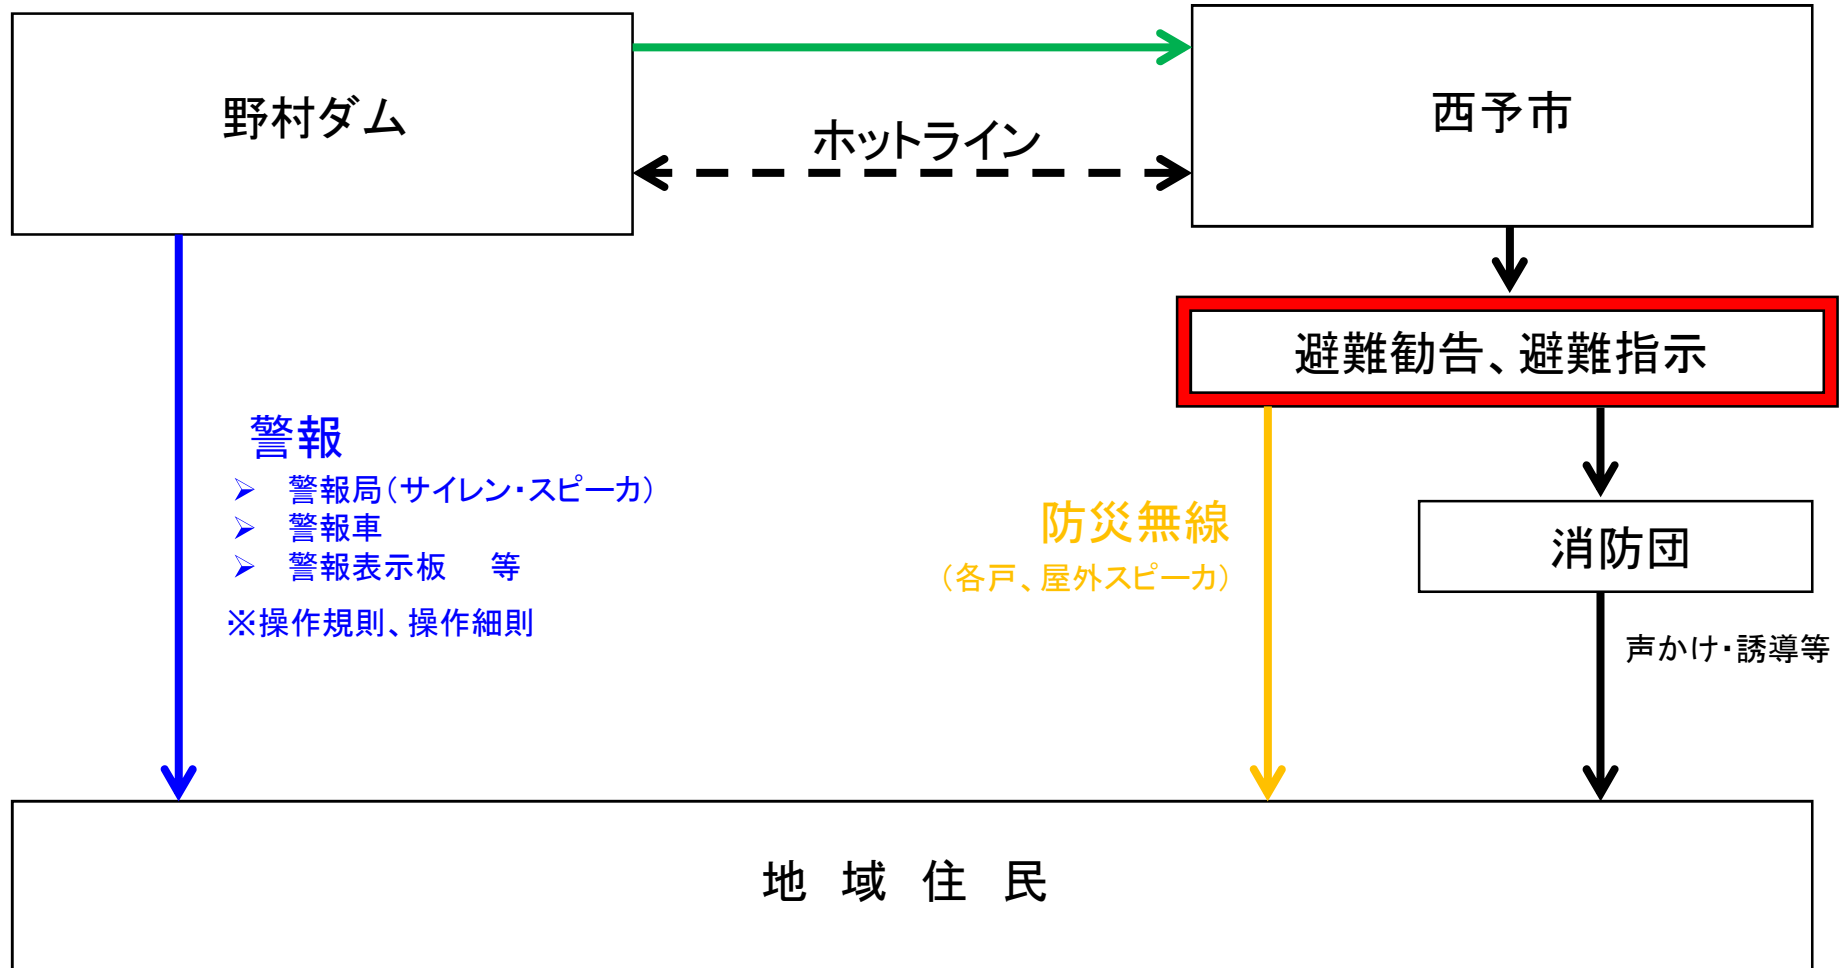 野村ダム
西予市
ホットライン
避難勧告、避難指示
警報
➢ 警報局(サイレン・スピーカ)
➢ 警報車
➢ 警報表示板 等
※操作規則、操作細則
防災無線
(各戸、屋外スピーカ)
消防団
声かけ・誘導等
地 域 住 民